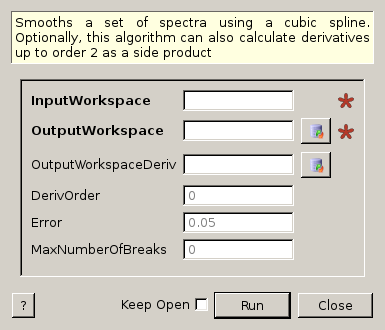 Smooths a set of spectra using a cubic spline.
Optionally, this algorithm can also calculate derivatives
up to order 2 as a side product
InputWorkspace
OutputWorkspace
OutputWorkspaceDeriv
DerivOrder 0
Error 0.05
MaxNumberOfBreaks 0
? Keep Open Run Close